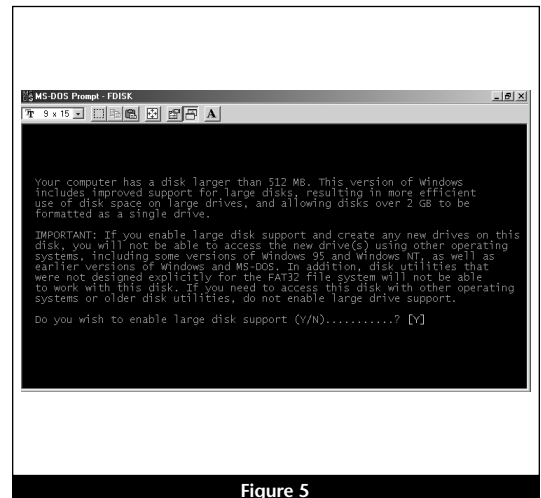 MS-DOS Prompt - FDISK
9 x 15
A
Your computer has a disk larger than 512 MB. This version of Windows
includes improved support for large disks, resulting in more efficient
use of disk space on large drives, and allowing disks over 2 GB to be
formatted as a single drive.
IMPORTANT: If you enable large disk support and create any new drives on this
disk, you will not be able to access the new drive(s) using other operating
systems, including some versions of Windows 95 and Windows NT, as well as
earlier versions of Windows and MS-DOS. In addition, disk utilities that
were not designed explicitly for the FAT32 file system will not be able
to work with this disk. If you need to access this disk with other operating
systems or older disk utilities, do not enable large drive support.
Do you wish to enable large disk support (Y/N)...........? [Y]
Figure 5